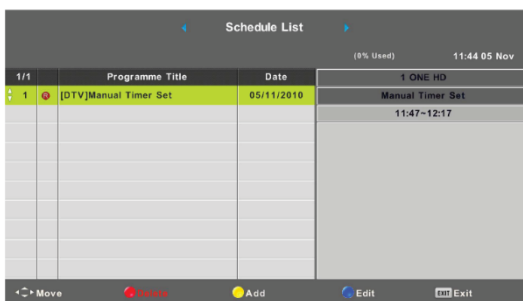 Schedule List
(0% Used) 11:44 05 Nov
1/1 Programme Title Date 1 ONE HD
1 [DTV]Manual Timer Set 05/11/2010 Manual Timer Set
11:47~12:17
Move Delete Add Edit EXIT Exit